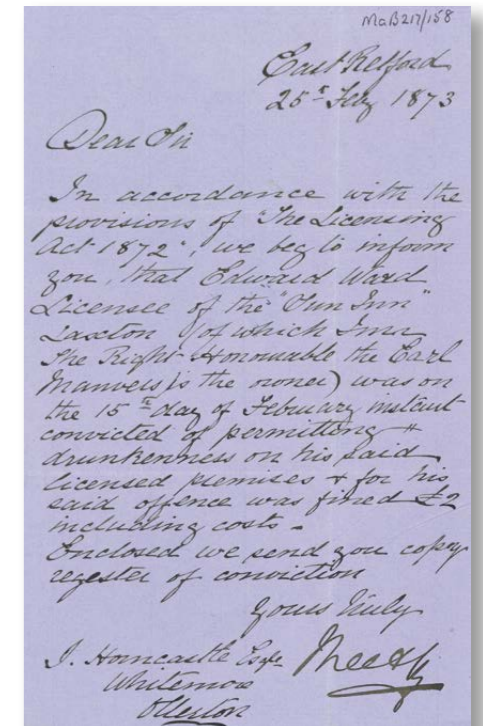 MaB217/158
East Retford
25th Feby 1873
Dear Sir
In accordance with the
provisions of "The Licensing
Act 1872", we beg to inform
you, that Edward Ward
Licensee of the "Sun Inn"
Laxton (of which Inn
The Right Honourable the Earl
Manvers is the owner) was on
the 15th day of February instant
convicted of permitting
drunkenness on his said
licensed premises & for his
said offence was fined £2
including costs -
Enclosed we send you copy
register of conviction
Yours truly
J. Horncastle Esqre
Whitemoor
Ollerton